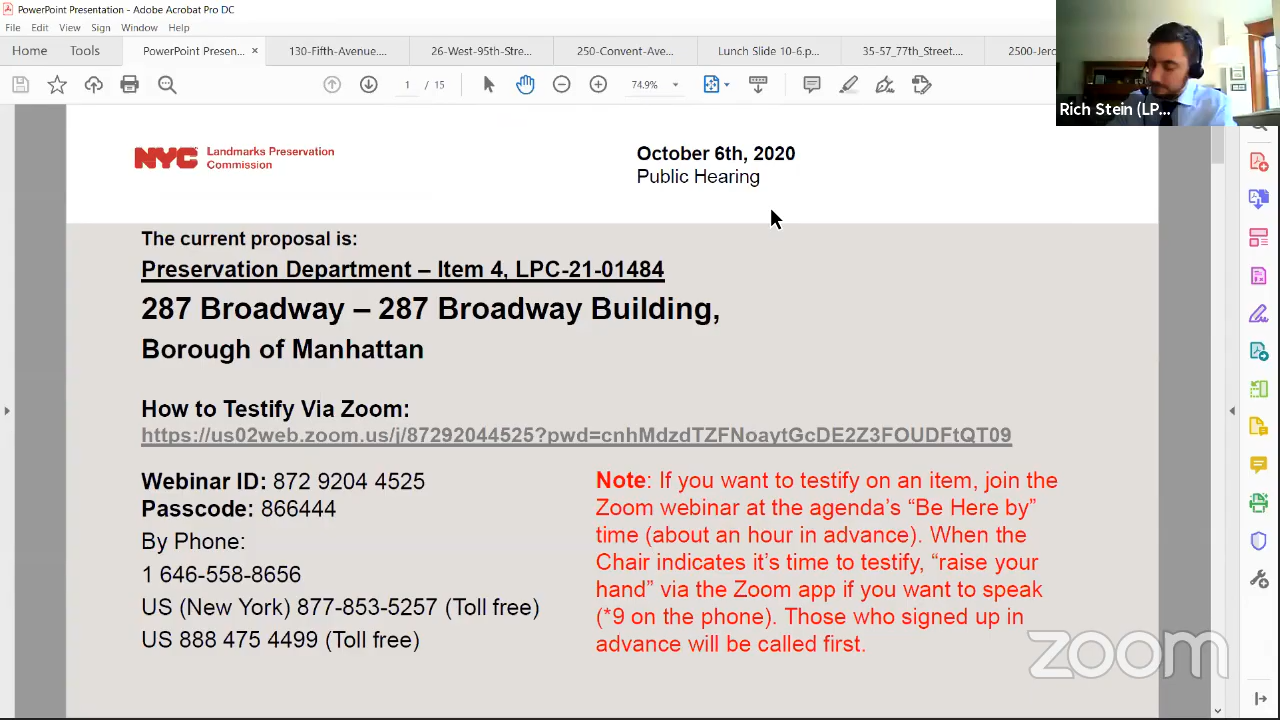 PowerPoint Presentation - Adobe Acrobat Pro DC
File Edit View Sign Window Help
Home Tools PowerPoint Presen... × 130-Fifth-Avenue.... 26-West-95th-Stre... 250-Convent-Ave... Lunch Slide 10-6.p... 35-57_77th_Street.... 2500-Jero
1 / 15 74.9%
Rich Stein (LP...
NYC Landmarks Preservation
Commission
October 6th, 2020
Public Hearing
The current proposal is:
Preservation Department – Item 4, LPC-21-01484
287 Broadway – 287 Broadway Building,
Borough of Manhattan
How to Testify Via Zoom:
https://us02web.zoom.us/j/87292044525?pwd=cnhMdzdTZFNoaytGcDE2Z3FOUDFtQT09
Webinar ID: 872 9204 4525
Passcode: 866444
By Phone:
1 646-558-8656
US (New York) 877-853-5257 (Toll free)
US 888 475 4499 (Toll free)
Note: If you want to testify on an item, join the
Zoom webinar at the agenda’s “Be Here by”
time (about an hour in advance). When the
Chair indicates it’s time to testify, “raise your
hand” via the Zoom app if you want to speak
(*9 on the phone). Those who signed up in
advance will be called first.
zoom